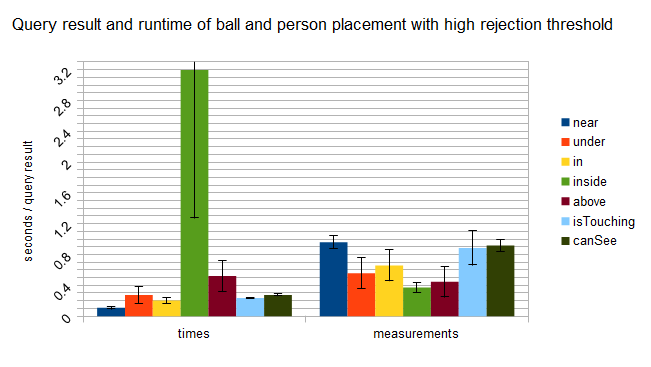 Query result and runtime of ball and person placement with high rejection threshold
3.2
2.8
2.4
2
1.6
1.2
0.8
0.4
0
seconds / query result
times
measurements
near
under
in
inside
above
isTouching
canSee